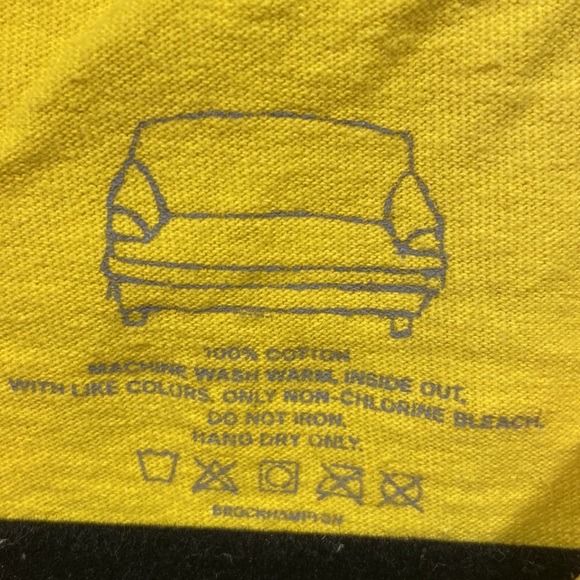 100% COTTON
MACHINE WASH WARM, INSIDE OUT,
WITH LIKE COLORS. ONLY NON-CHLORINE BLEACH.
DO NOT IRON.
HANG DRY ONLY.
BROCKHAMPTON